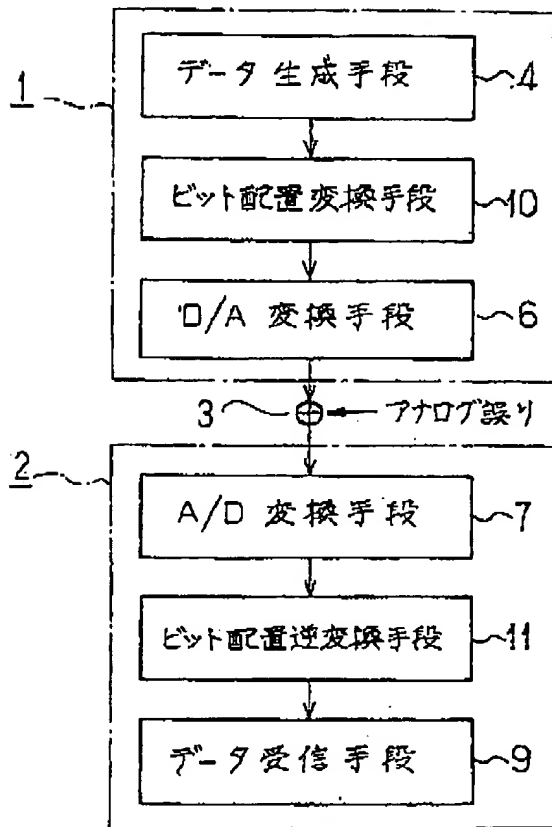 1
データ生成手段 4
ビット配置変換手段 10
D/A 変換手段 6
3 アナログ誤り
2
A/D 変換手段 7
ビット配置逆変換手段 11
データ受信手段 9